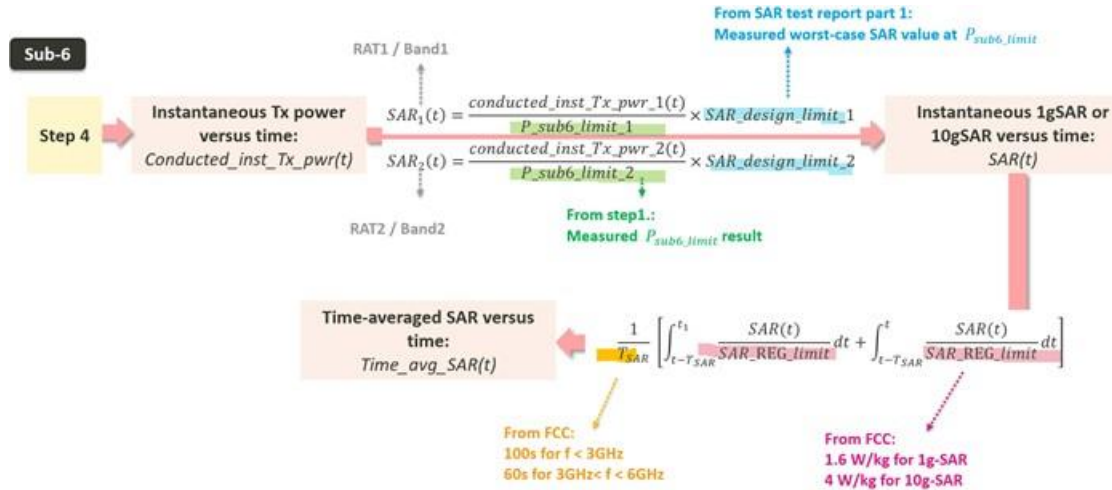 Sub-6
From SAR test report part 1:
Measured worst-case SAR value at P_sub6_limit
RAT1 / Band1
Step 4
Instantaneous Tx power
versus time:
Conducted_inst_Tx_pwr(t)
SAR₁(t) = conducted_inst_Tx_pwr_1(t) / P_sub6_limit_1 × SAR_design_limit_1
SAR₂(t) = conducted_inst_Tx_pwr_2(t) / P_sub6_limit_2 × SAR_design_limit_2
Instantaneous 1gSAR or
10gSAR versus time:
SAR(t)
RAT2 / Band2
From step1.:
Measured P_sub6_limit result
Time-averaged SAR versus
time:
Time_avg_SAR(t)
1/T_SAR [∫_{t−T_SAR}^{t₁} SAR(t)/SAR_REG_limit dt + ∫_{t−T_SAR}^{t} SAR(t)/SAR_REG_limit dt]
From FCC:
100s for f < 3GHz
60s for 3GHz< f < 6GHz
From FCC:
1.6 W/kg for 1g-SAR
4 W/kg for 10g-SAR